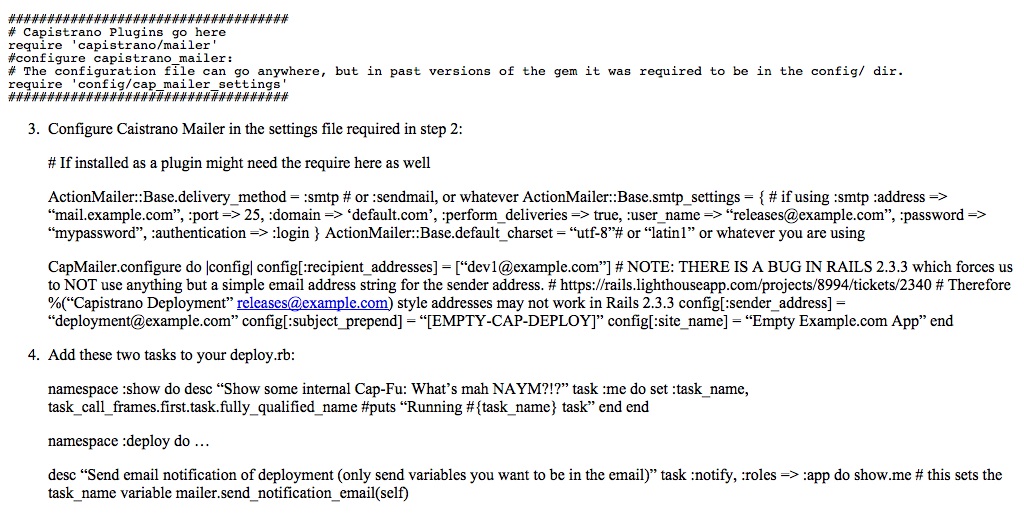 ####################################
# Capistrano Plugins go here
require 'capistrano/mailer'
#configure capistrano_mailer:
# The configuration file can go anywhere, but in past versions of the gem it was required to be in the config/ dir.
require 'config/cap_mailer_settings'
####################################
3. Configure Caistrano Mailer in the settings file required in step 2:
# If installed as a plugin might need the require here as well
ActionMailer::Base.delivery_method = :smtp # or :sendmail, or whatever ActionMailer::Base.smtp_settings = { # if using :smtp :address =>
“mail.example.com”, :port => 25, :domain => ‘default.com’, :perform_deliveries => true, :user_name => “releases@example.com”, :password =>
“mypassword”, :authentication => :login } ActionMailer::Base.default_charset = “utf-8”# or “latin1” or whatever you are using
CapMailer.configure do |config| config[:recipient_addresses] = [“dev1@example.com”] # NOTE: THERE IS A BUG IN RAILS 2.3.3 which forces us
to NOT use anything but a simple email address string for the sender address. # https://rails.lighthouseapp.com/projects/8994/tickets/2340 # Therefore
%(“Capistrano Deployment” releases@example.com) style addresses may not work in Rails 2.3.3 config[:sender_address] =
“deployment@example.com” config[:subject_prepend] = “[EMPTY-CAP-DEPLOY]” config[:site_name] = “Empty Example.com App” end
4. Add these two tasks to your deploy.rb:
namespace :show do desc “Show some internal Cap-Fu: What’s mah NAYM?!?” task :me do set :task_name,
task_call_frames.first.task.fully_qualified_name #puts “Running #{task_name} task” end end
namespace :deploy do …
desc “Send email notification of deployment (only send variables you want to be in the email)” task :notify, :roles => :app do show.me # this sets the
task_name variable mailer.send_notification_email(self)